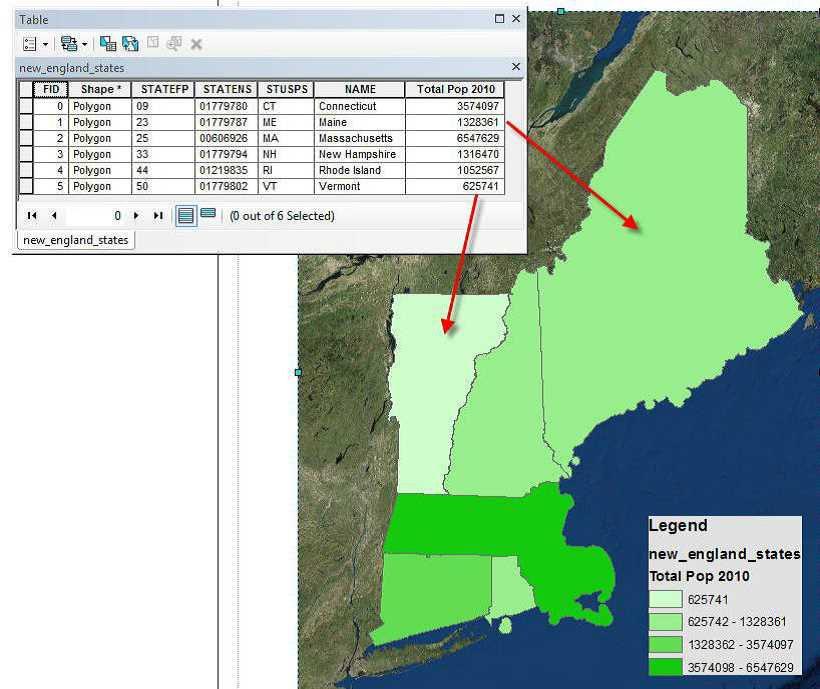 Table
new_england_states
FID Shape * STATEFP STATENS STUSPS NAME Total Pop 2010
0 Polygon 09 01779780 CT Connecticut 3574097
1 Polygon 23 01779787 ME Maine 1328361
2 Polygon 25 00606926 MA Massachusetts 6547629
3 Polygon 33 01779794 NH New Hampshire 1316470
4 Polygon 44 01219835 RI Rhode Island 1052567
5 Polygon 50 01779802 VT Vermont 625741
0 (0 out of 6 Selected)
new_england_states
Legend
new_england_states
Total Pop 2010
625741
625742 - 1328361
1328362 - 3574097
3574098 - 6547629